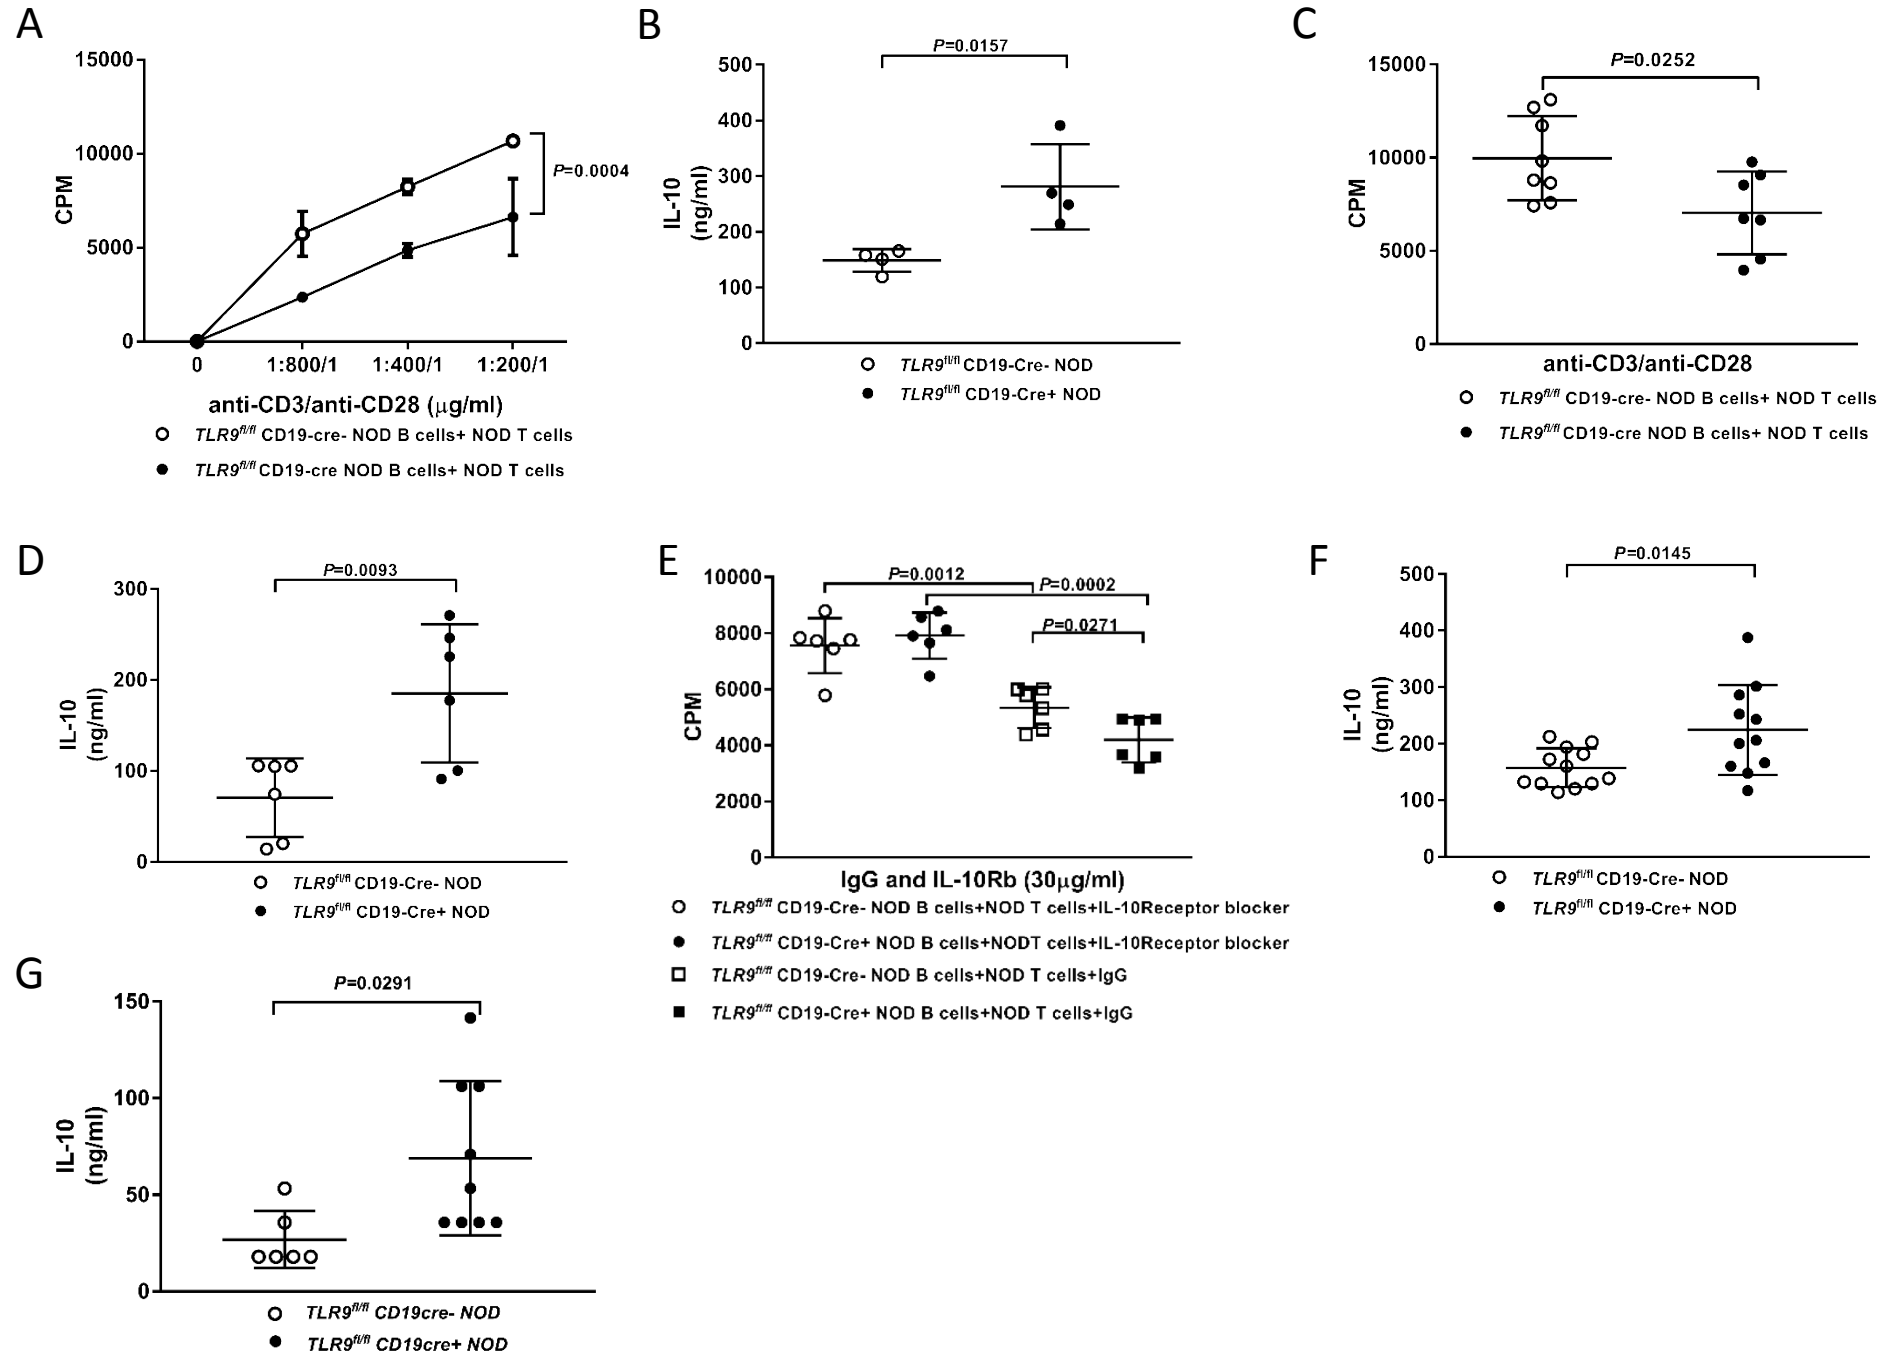 A
15000
10000
5000
0
CPM
P=0.0004
0
1:800/1
1:400/1
1:200/1
anti-CD3/anti-CD28 (μg/ml)
TLR9fl/fl CD19-cre- NOD B cells+ NOD T cells
TLR9fl/fl CD19-cre NOD B cells+ NOD T cells
B
P=0.0157
500
400
300
200
100
0
IL-10
(ng/ml)
TLR9fl/fl CD19-Cre- NOD
TLR9fl/fl CD19-Cre+ NOD
C
P=0.0252
15000
10000
5000
0
CPM
anti-CD3/anti-CD28
TLR9fl/fl CD19-cre- NOD B cells+ NOD T cells
TLR9fl/fl CD19-cre NOD B cells+ NOD T cells
D
P=0.0093
300
200
100
0
IL-10
(ng/ml)
TLR9fl/fl CD19-Cre- NOD
TLR9fl/fl CD19-Cre+ NOD
E
P=0.0012
P=0.0002
P=0.0271
10000
8000
6000
4000
2000
0
CPM
IgG and IL-10Rb (30μg/ml)
TLR9fl/fl CD19-Cre- NOD B cells+NOD T cells+IL-10Receptor blocker
TLR9fl/fl CD19-Cre+ NOD B cells+NODT cells+IL-10Receptor blocker
TLR9fl/fl CD19-Cre- NOD B cells+NOD T cells+IgG
TLR9fl/fl CD19-Cre+ NOD B cells+NOD T cells+IgG
F
P=0.0145
500
400
300
200
100
0
IL-10
(ng/ml)
TLR9fl/fl CD19-Cre- NOD
TLR9fl/fl CD19-Cre+ NOD
G
P=0.0291
150
100
50
0
IL-10
(ng/ml)
TLR9fl/fl CD19cre- NOD
TLR9fl/fl CD19cre+ NOD